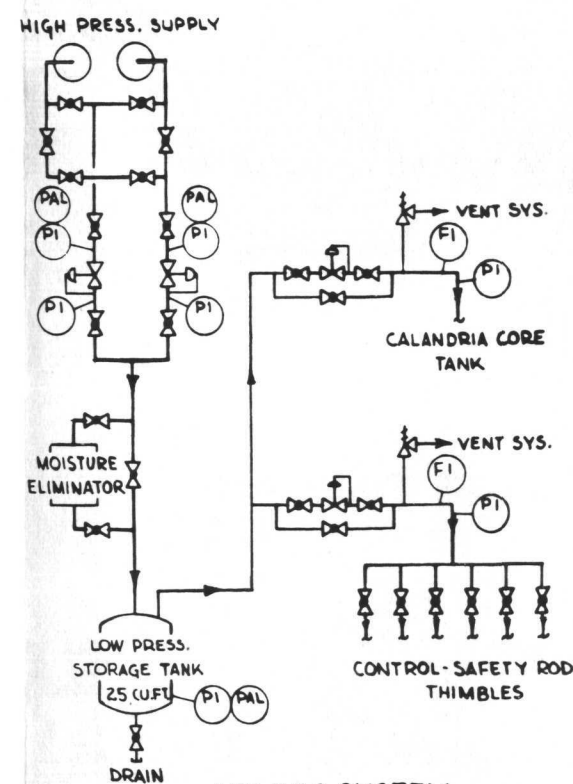 HIGH PRESS. SUPPLY
PAL
PAL
PI
PI
PI
PI
VENT SYS.
FI
PI
CALANDRIA CORE
TANK
VENT SYS.
FI
PI
MOISTURE
ELIMINATOR
LOW PRESS.
STORAGE TANK
25 CU.FT.
PI
PAL
CONTROL-SAFETY ROD
THIMBLES
DRAIN